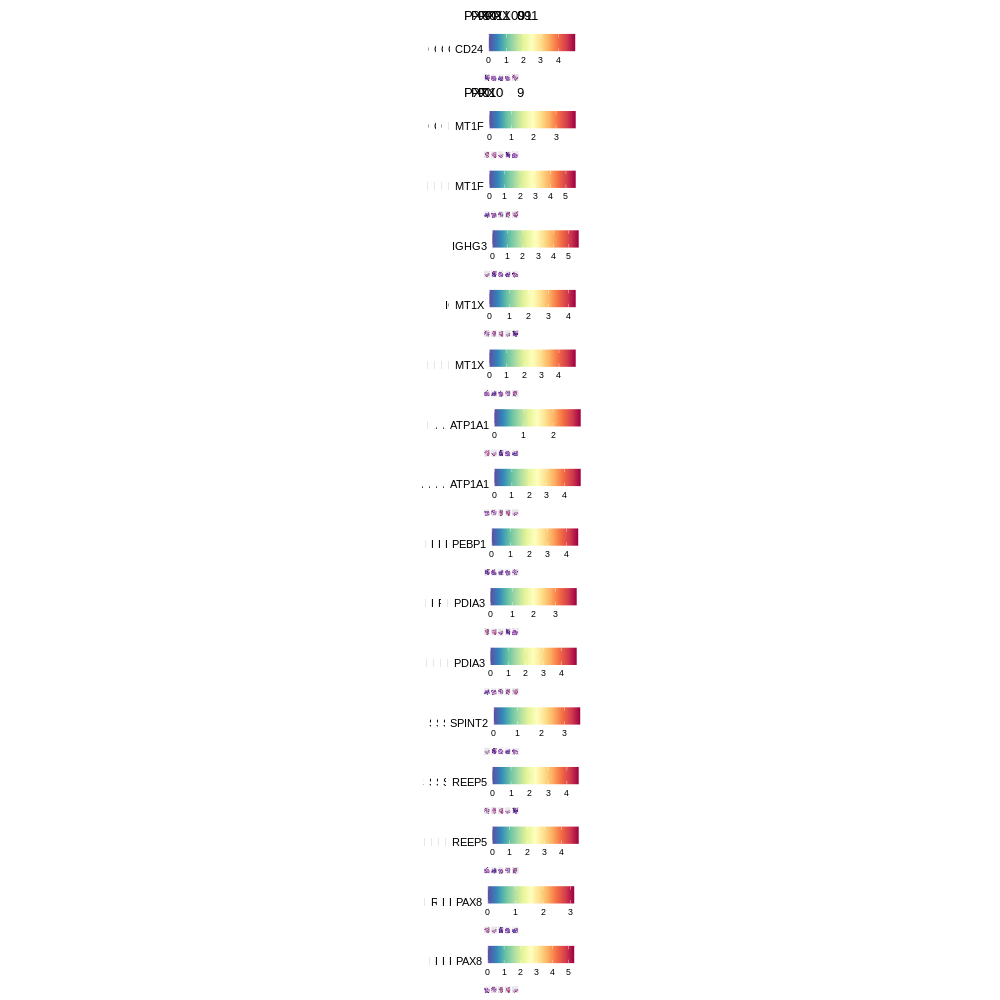 CD24
0 1 2 3 4
MT1F
0 1 2 3
MT1F
0 1 2 3 4 5
IGHG3
0 1 2 3 4 5
MT1X
0 1 2 3 4
MT1X
0 1 2 3 4
ATP1A1
0 1 2
ATP1A1
0 1 2 3 4
PEBP1
0 1 2 3 4
PDIA3
0 1 2 3
PDIA3
0 1 2 3 4
SPINT2
0 1 2 3
REEP5
0 1 2 3 4
REEP5
0 1 2 3 4
PAX8
0 1 2 3
PAX8
0 1 2 3 4 5